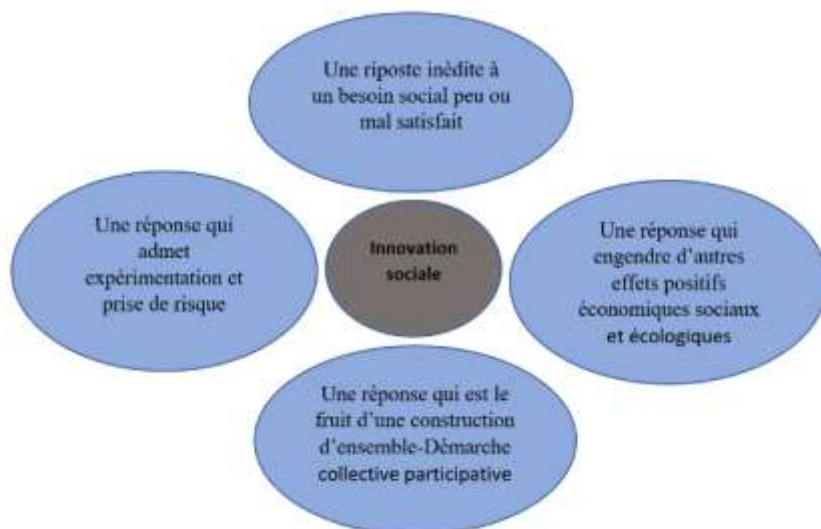 Une riposte inédite à
un besoin social peu ou
mal satisfait
Une réponse qui
admet
expérimentation et
prise de risque
Innovation
sociale
Une réponse qui
engendre d'autres
effets positifs
économiques sociaux
et écologiques
Une réponse qui est le
fruit d'une construction
d'ensemble-Démarche
collective participative